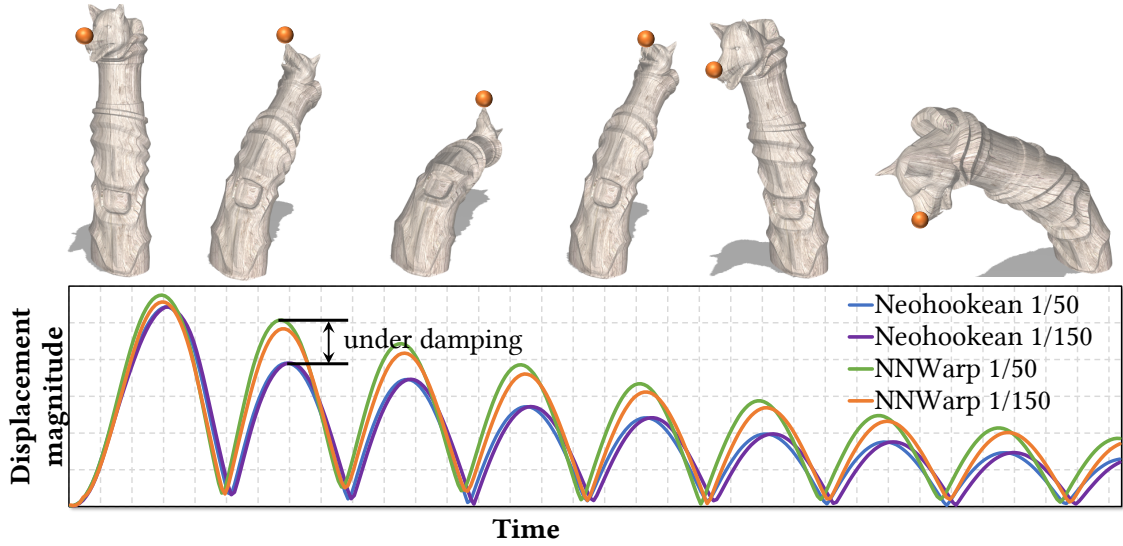 Displacement
magnitude
Neohookean 1/50
Neohookean 1/150
NNWarp 1/50
NNWarp 1/150
under damping
Time